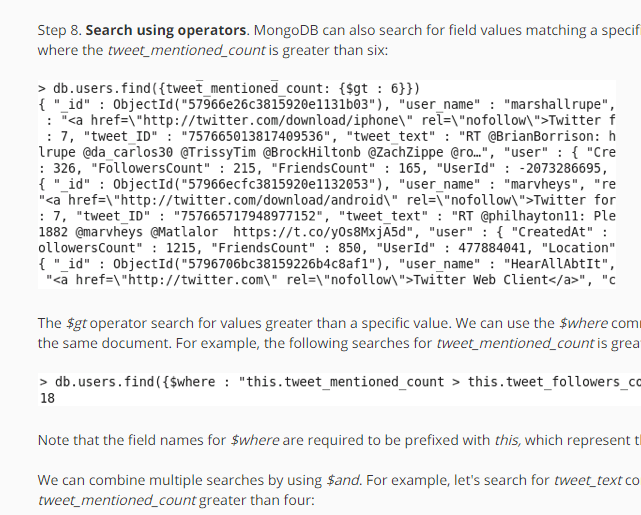 Step 8. Search using operators. MongoDB can also search for field values matching a specif
where the tweet_mentioned_count is greater than six:
> db.users.find({tweet_mentioned_count: {$gt : 6}})
{ "_id" : ObjectId("57966e26c3815920e1131b03"), "user_name" : "marshallrupe",
: "<a href=\"http://twitter.com/download/iphone\" rel=\"nofollow\">Twitter f
: 7, "tweet_ID" : "757665013817409536", "tweet_text" : "RT @BrianBorrison: h
lrupe @da_carlos30 @TrissyTim @BrockHiltonb @ZachZippe @ro…", "user" : { "Cre
: 326, "FollowersCount" : 215, "FriendsCount" : 165, "UserId" : -2073286695,
{ "_id" : ObjectId("57966ecfc3815920e1132053"), "user_name" : "marvheys", "re
"<a href=\"http://twitter.com/download/android\" rel=\"nofollow\">Twitter for
: 7, "tweet_ID" : "757665717948977152", "tweet_text" : "RT @philhayton11: Ple
1882 @marvheys @Matlalor https://t.co/yOs8MxjA5d", "user" : { "CreatedAt" :
ollowersCount" : 1215, "FriendsCount" : 850, "UserId" : 477884041, "Location"
{ "_id" : ObjectId("5796706bc38159226b4c8af1"), "user_name" : "HearAllAbtIt",
"<a href=\"http://twitter.com\" rel=\"nofollow\">Twitter Web Client</a>", "c
The $gt operator search for values greater than a specific value. We can use the $where com
the same document. For example, the following searches for tweet_mentioned_count is grea
> db.users.find({$where : "this.tweet_mentioned_count > this.tweet_followers_co
18
Note that the field names for $where are required to be prefixed with this, which represent t
We can combine multiple searches by using $and. For example, let's search for tweet_text co
tweet_mentioned_count greater than four: